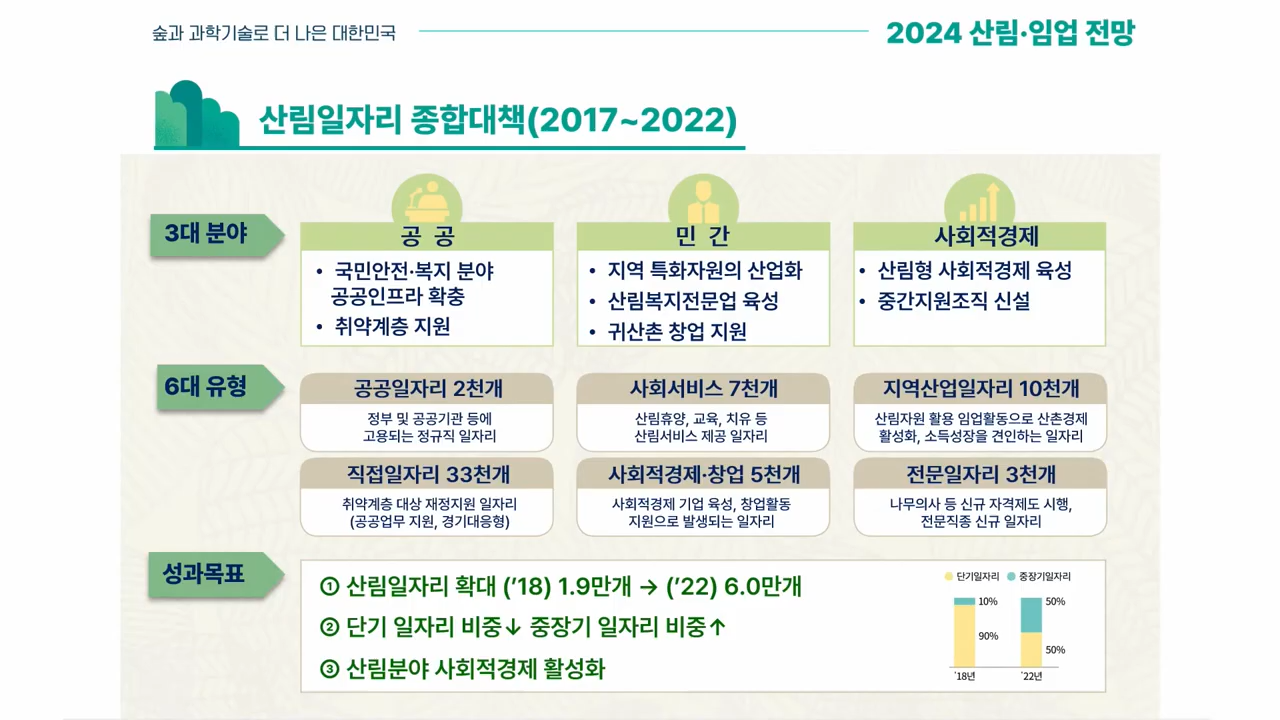 숲과 과학기술로 더 나은 대한민국
2024 산림·임업 전망
산림일자리 종합대책(2017~2022)
3대 분야
공 공
• 국민안전·복지 분야
공공인프라 확충
• 취약계층 지원
민 간
• 지역 특화자원의 산업화
• 산림복지전문업 육성
• 귀산촌 창업 지원
사회적경제
• 산림형 사회적경제 육성
• 중간지원조직 신설
6대 유형
공공일자리 2천개
정부 및 공공기관 등에
고용되는 정규직 일자리
사회서비스 7천개
산림휴양, 교육, 치유 등
산림서비스 제공 일자리
지역산업일자리 10천개
산림자원 활용 임업활동으로 산촌경제
활성화, 소득성장을 견인하는 일자리
직접일자리 33천개
취약계층 대상 재정지원 일자리
(공공업무 지원, 경기대응형)
사회적경제·창업 5천개
사회적경제 기업 육성, 창업활동
지원으로 발생되는 일자리
전문일자리 3천개
나무의사 등 신규 자격제도 시행,
전문직종 신규 일자리
성과목표
① 산림일자리 확대 (’18) 1.9만개 → (’22) 6.0만개
② 단기 일자리 비중↓ 중장기 일자리 비중↑
③ 산림분야 사회적경제 활성화
단기일자리 중장기일자리
10%
90%
50%
50%
`18년
`22년